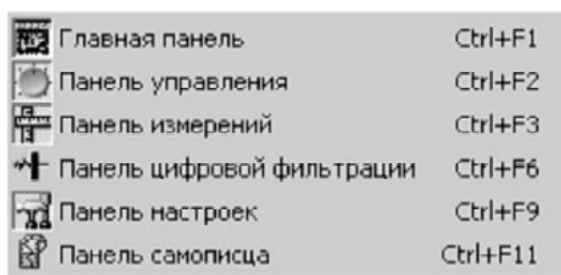 Главная панель Ctrl+F1
Панель управления Ctrl+F2
Панель измерений Ctrl+F3
Панель цифровой фильтрации Ctrl+F6
Панель настроек Ctrl+F9
Панель самописца Ctrl+F11